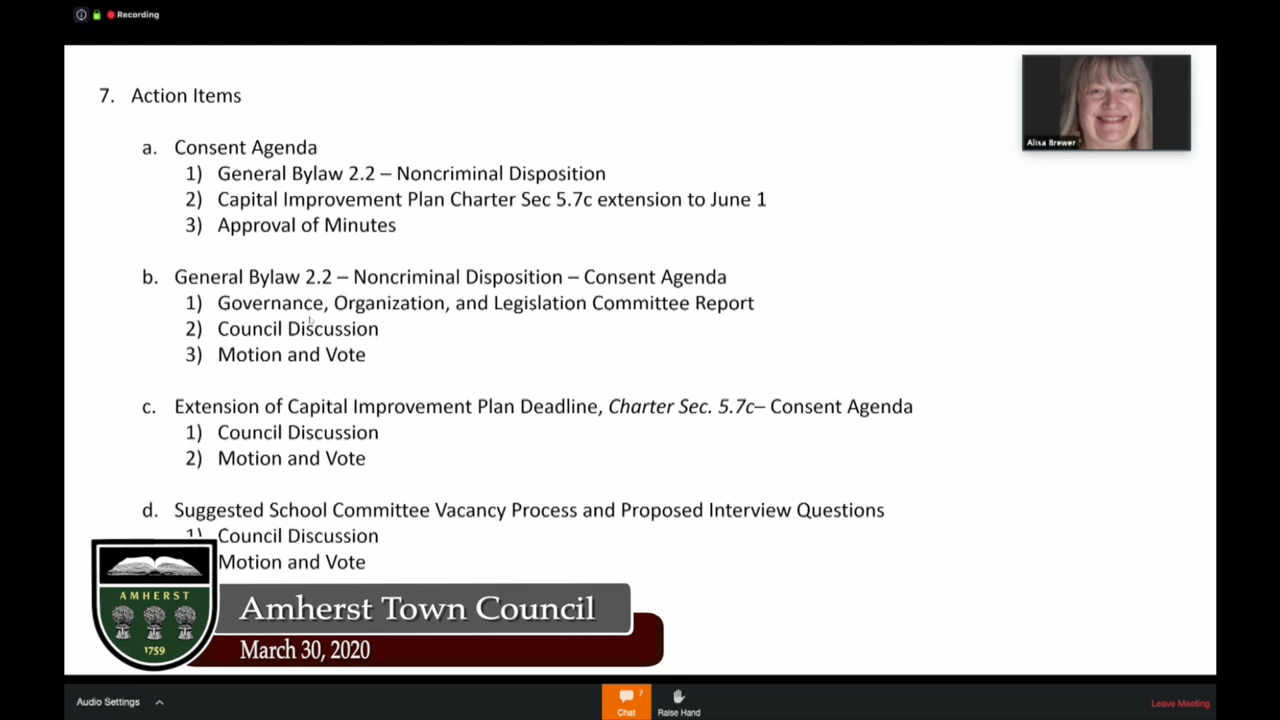 Recording
7. Action Items
Alisa Brewer
a. Consent Agenda
1) General Bylaw 2.2 – Noncriminal Disposition
2) Capital Improvement Plan Charter Sec 5.7c extension to June 1
3) Approval of Minutes
b. General Bylaw 2.2 – Noncriminal Disposition – Consent Agenda
1) Governance, Organization, and Legislation Committee Report
2) Council Discussion
3) Motion and Vote
c. Extension of Capital Improvement Plan Deadline, Charter Sec. 5.7c– Consent Agenda
1) Council Discussion
2) Motion and Vote
d. Suggested School Committee Vacancy Process and Proposed Interview Questions
1) Council Discussion
Motion and Vote
AMHERST
1759
Amherst Town Council
March 30, 2020
Audio Settings
7
Chat
Raise Hand
Leave Meeting